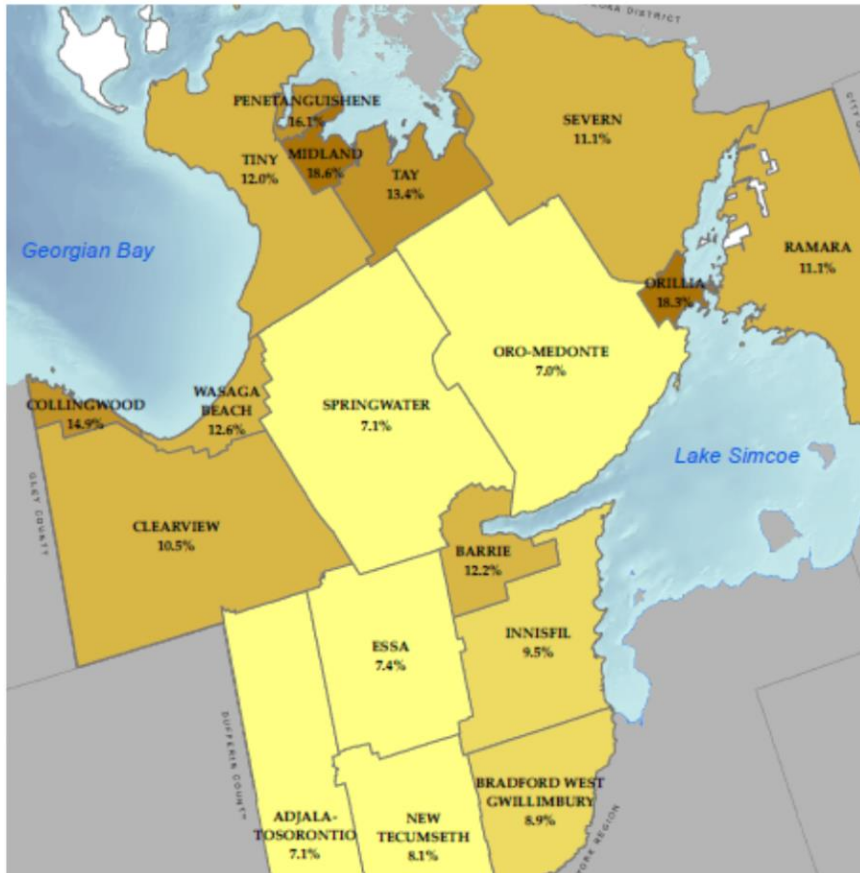 PENETANGUISHENE
16.1%
SEVERN
11.1%
MIDLAND
18.6%
TINY
12.0%
TAY
13.4%
Georgian Bay
RAMARA
11.1%
ORILLIA
18.3%
ORO-MEDONTE
7.0%
WASAGA
BEACH
12.6%
COLLINGWOOD
14.9%
SPRINGWATER
7.1%
Lake Simcoe
CLEARVIEW
10.5%
BARRIE
12.2%
INNISFIL
9.5%
ESSA
7.4%
BRADFORD WEST
GWILLIMBURY
8.9%
ADJALA-
TOSORONTIO
7.1%
NEW
TECUMSETH
8.1%